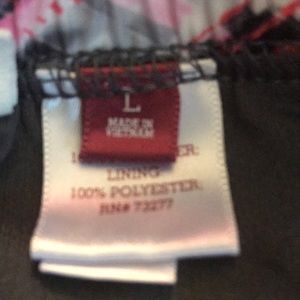 L
MADE IN
VIETNAM
LINING
100% POLYESTER;
RN# 73277